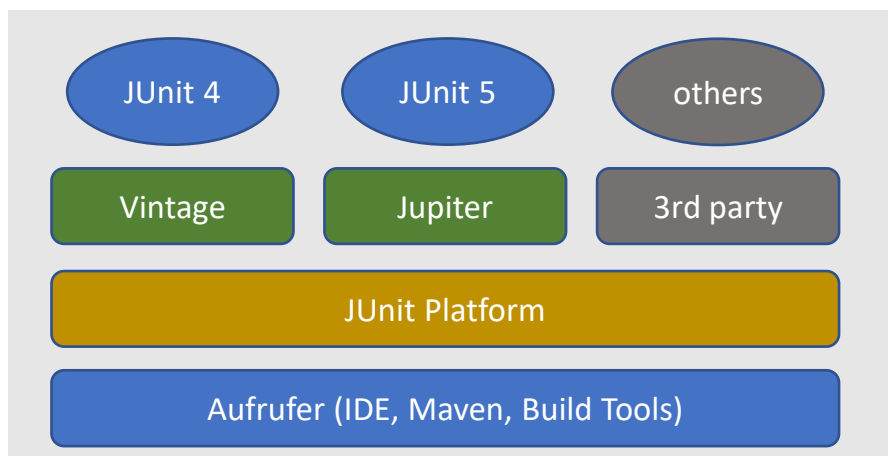 JUnit 4
JUnit 5
others
Vintage
Jupiter
3rd party
JUnit Platform
Aufrufer (IDE, Maven, Build Tools)